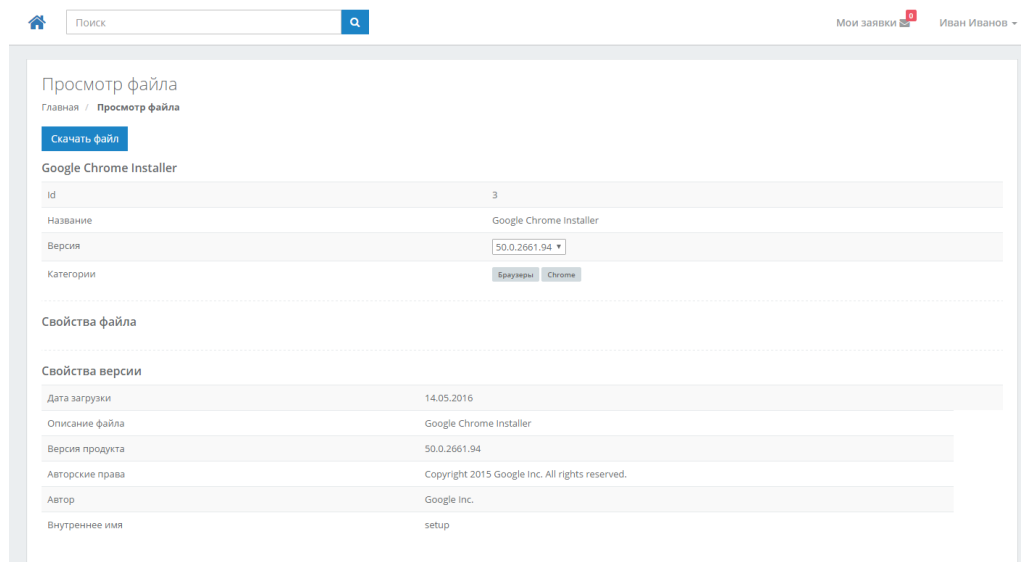 Поиск
Мои заявки 0
Иван Иванов
Просмотр файла
Главная / Просмотр файла
Скачать файл
Google Chrome Installer
Id 3
Название Google Chrome Installer
Версия 50.0.2661.94
Категории Браузеры Chrome
Свойства файла
Свойства версии
Дата загрузки 14.05.2016
Описание файла Google Chrome Installer
Версия продукта 50.0.2661.94
Авторские права Copyright 2015 Google Inc. All rights reserved.
Автор Google Inc.
Внутреннее имя setup